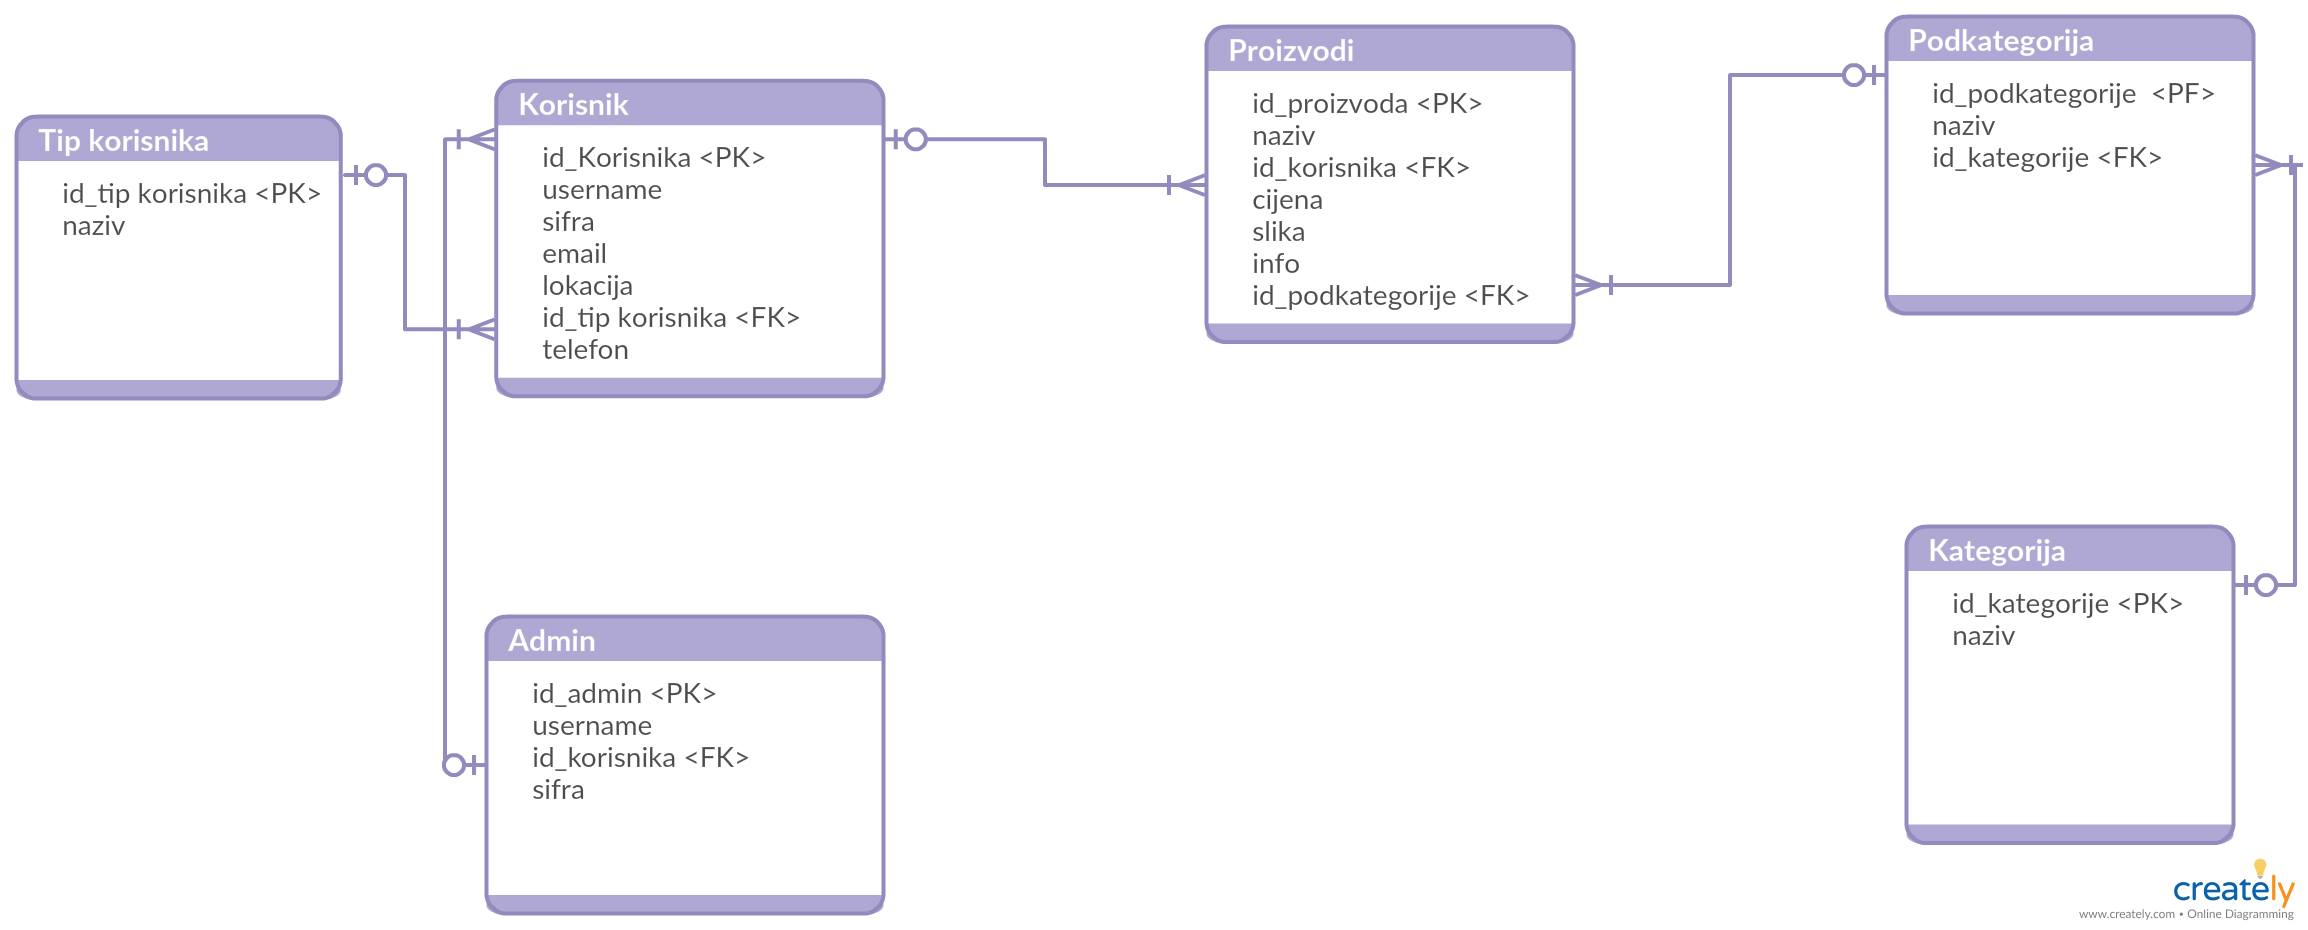 Tip korisnika
id_tip korisnika <PK>
naziv
Korisnik
id_Korisnika <PK>
username
sifra
email
lokacija
id_tip korisnika <FK>
telefon
Proizvodi
id_proizvoda <PK>
naziv
id_korisnika <FK>
cijena
slika
info
id_podkategorije <FK>
Podkategorija
id_podkategorije  <PF>
naziv
id_kategorije <FK>
Admin
id_admin <PK>
username
id_korisnika <FK>
sifra
Kategorija
id_kategorije <PK>
naziv
creately
www.creately.com • Online Diagramming